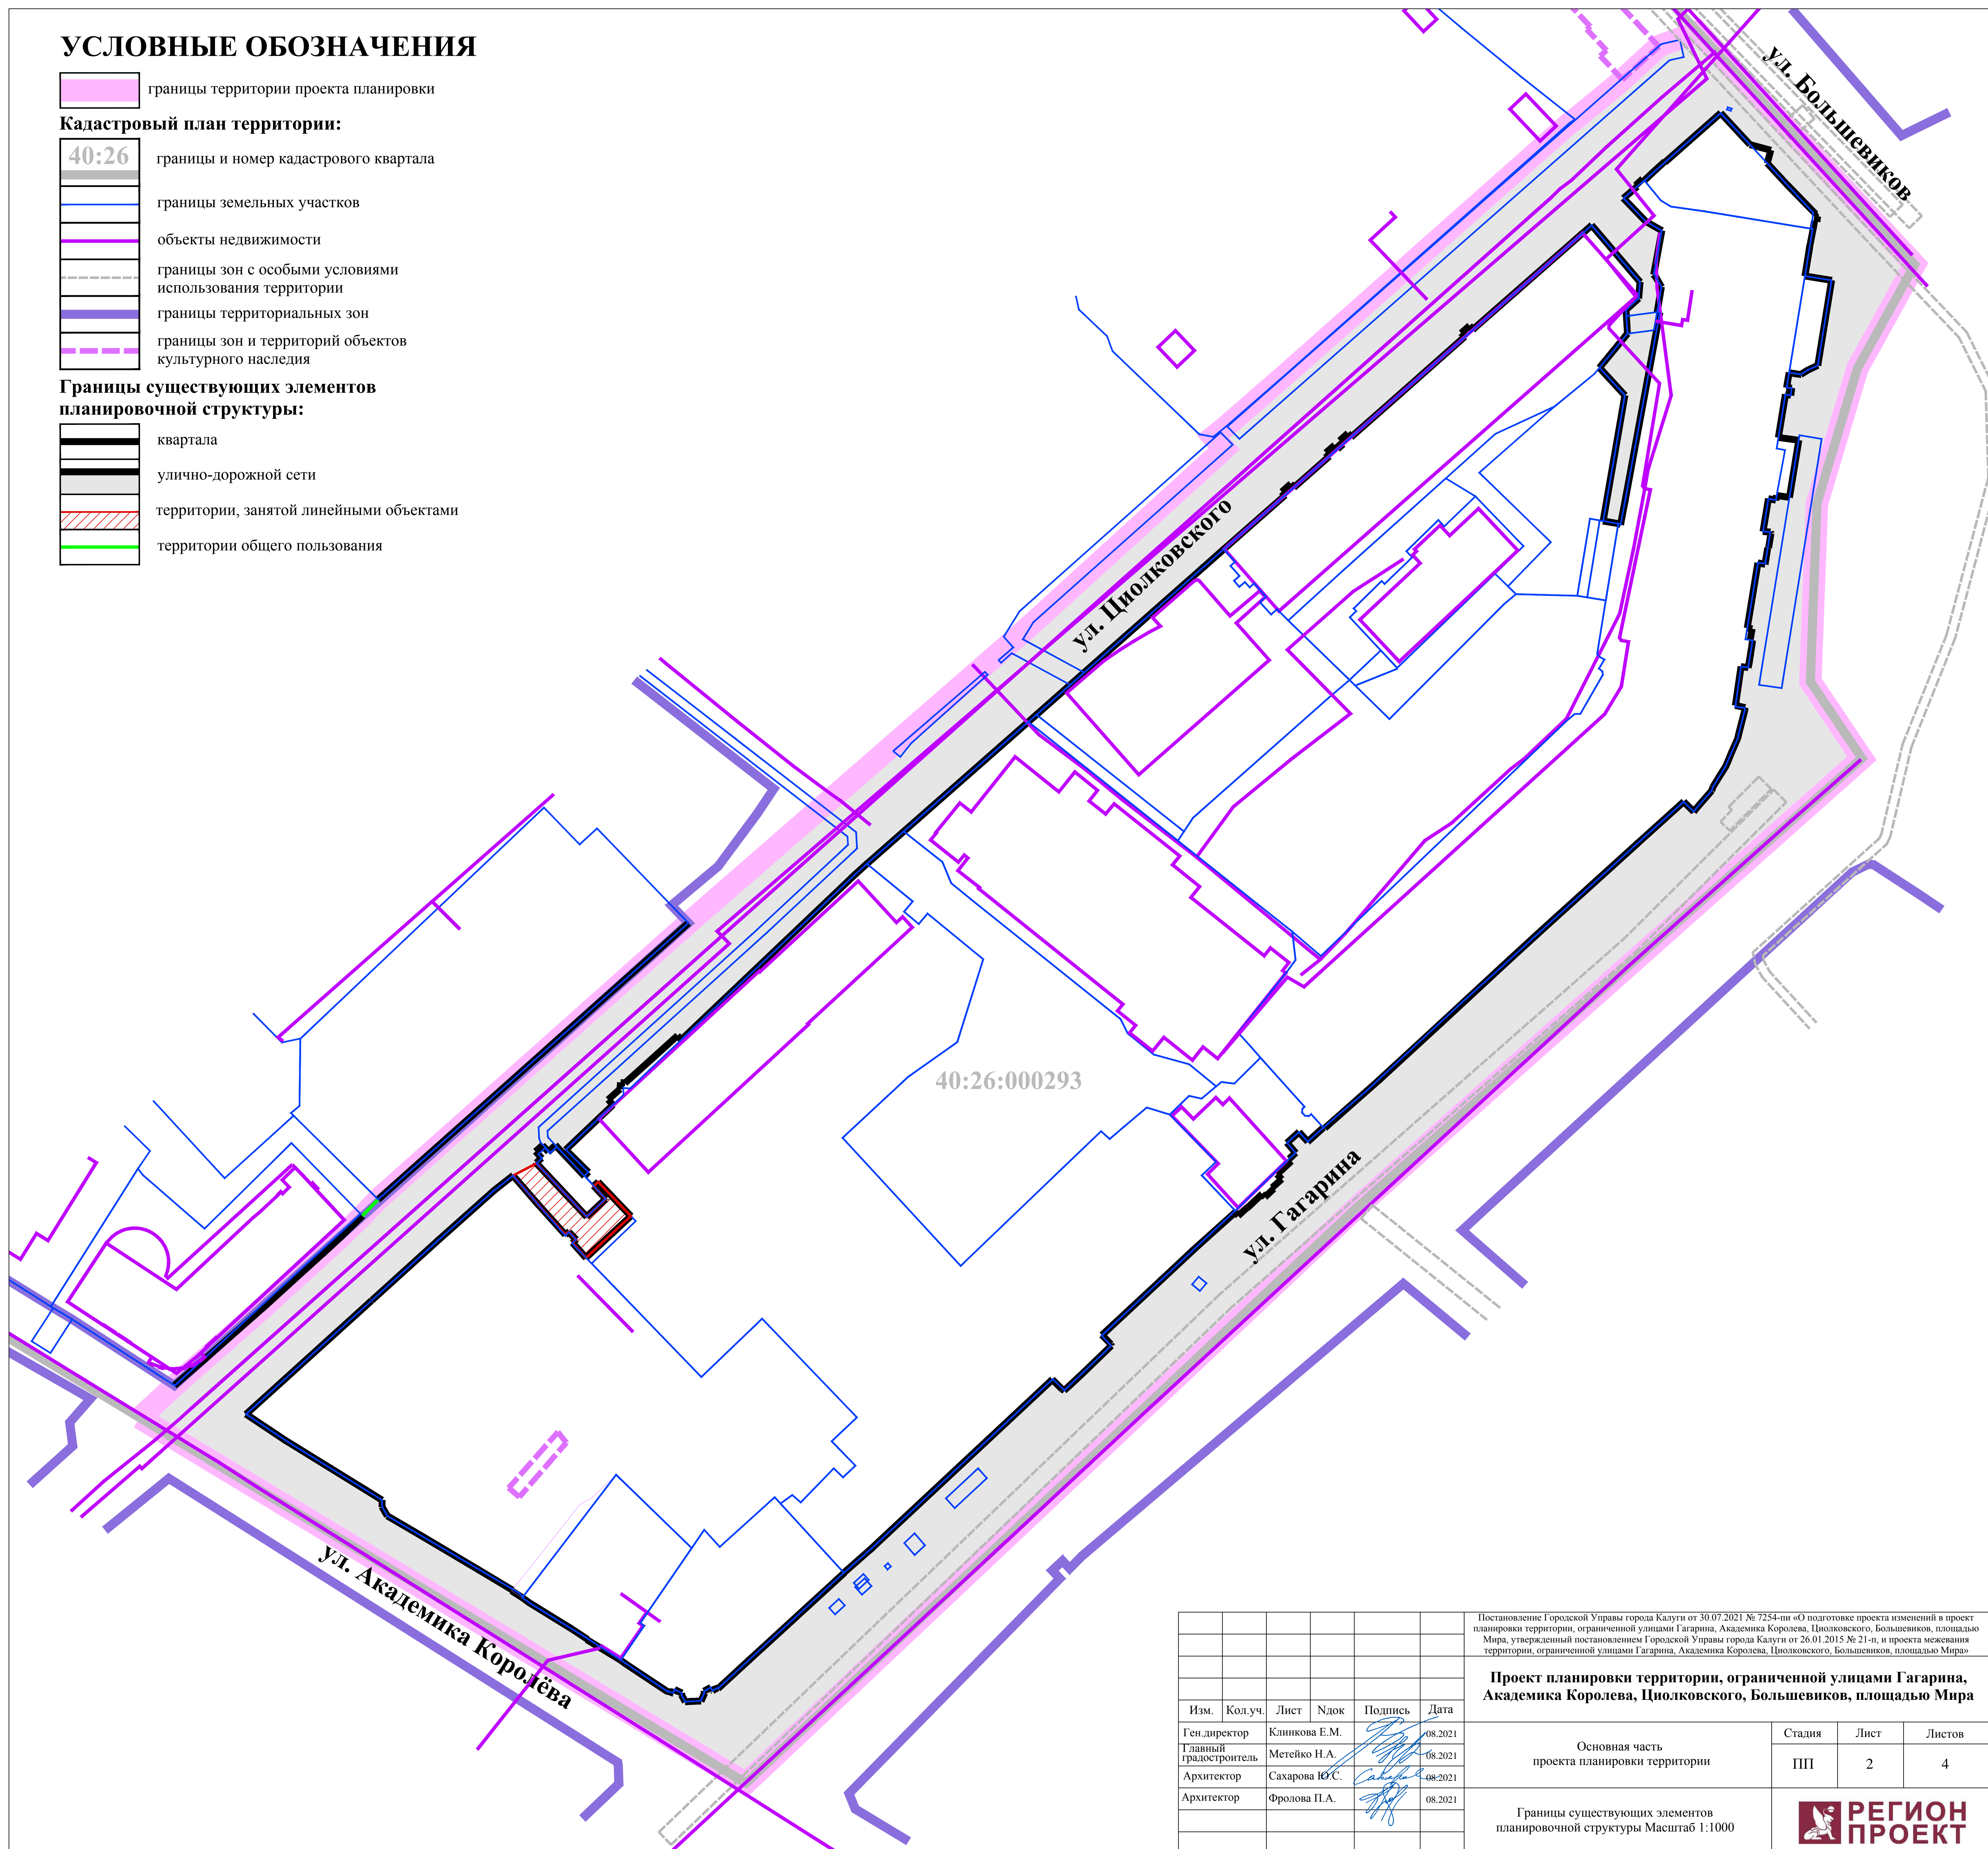 УСЛОВНЫЕ ОБОЗНАЧЕНИЯ
границы территории проекта планировки
Кадастровый план территории:
40:26
границы и номер кадастрового квартала
границы земельных участков
объекты недвижимости
границы зон с особыми условиями
использования территории
границы территориальных зон
границы зон и территорий объектов
культурного наследия
Границы существующих элементов
планировочной структуры:
квартала
улично-дорожной сети
территории, занятой линейными объектами
территории общего пользования
ул. Большевиков
ул. Циолковского
40:26:000293
ул. Гагарина
ул. Академика Королёва
Постановление Городской Управы города Калуги от 30.07.2021 № 7254-пи «О подготовке проекта изменений в проект
планировки территории, ограниченной улицами Гагарина, Академика Королева, Циолковского, Большевиков, площадью
Мира, утвержденный постановлением Городской Управы города Калуги от 26.01.2015 № 21-п, и проекта межевания
территории, ограниченной улицами Гагарина, Академика Королева, Циолковского, Большевиков, площадью Мира»
Проект планировки территории, ограниченной улицами Гагарина,
Академика Королева, Циолковского, Большевиков, площадью Мира
Изм. Кол.уч. Лист Nдок Подпись Дата
Ген.директор Клинкова Е.М. 08.2021
Главный
градостроитель Метейко Н.А. 08.2021
Архитектор Сахарова Ю.С. 08.2021
Архитектор Фролова П.А. 08.2021
Основная часть
проекта планировки территории
Стадия Лист Листов
ПП 2 4
Границы существующих элементов
планировочной структуры Масштаб 1:1000
РЕГИОН
ПРОЕКТ